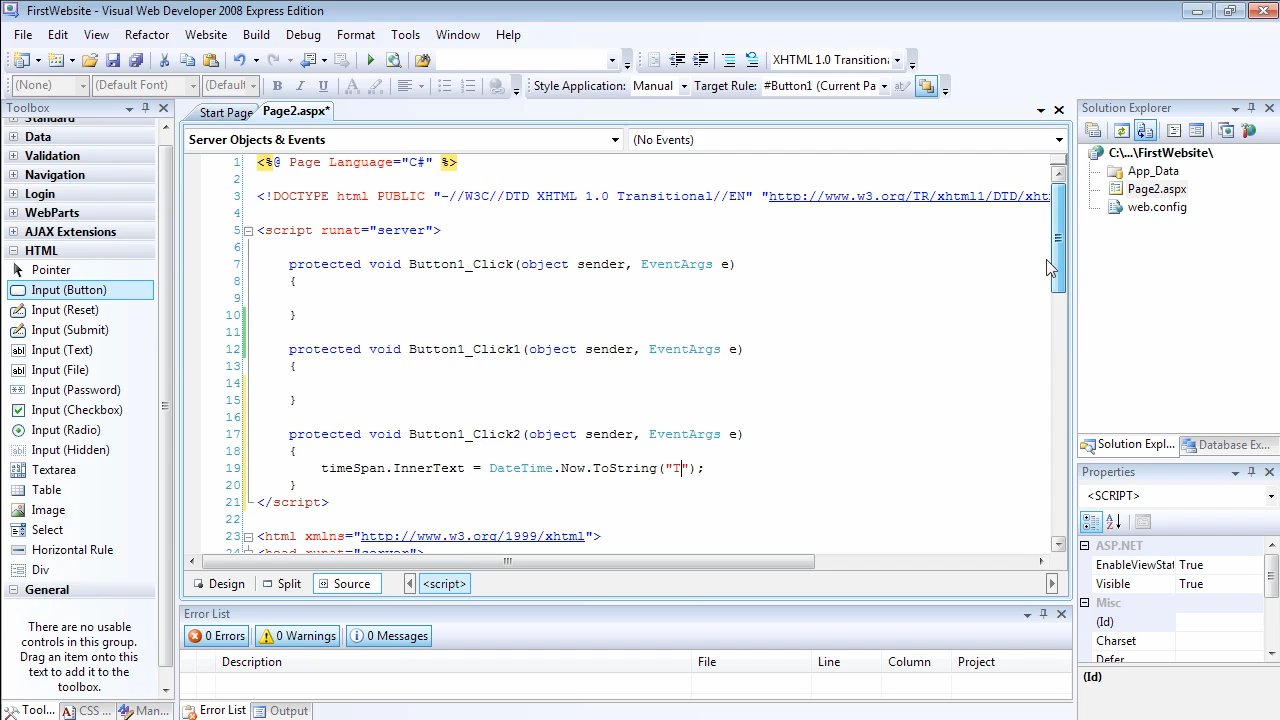 FirstWebsite - Visual Web Developer 2008 Express Edition
File Edit View Refactor Website Build Debug Format Tools Window Help
XHTML 1.0 Transition
(None) (Default Font) (Default Style Application: Manual Target Rule: #Button1 (Current Pa
Toolbox
Standard
Data
Validation
Navigation
Login
WebParts
AJAX Extensions
HTML
Pointer
Input (Button)
Input (Reset)
Input (Submit)
Input (Text)
Input (File)
Input (Password)
Input (Checkbox)
Input (Radio)
Input (Hidden)
Textarea
Table
Image
Select
Horizontal Rule
Div
General
There are no usable
controls in this group.
Drag an item onto this
text to add it to the
toolbox.
Tool... CSS ... Man...
Start Page Page2.aspx*
Server Objects & Events (No Events)
1 <%@ Page Language="C#" %>
2
3 <!DOCTYPE html PUBLIC "-//W3C//DTD XHTML 1.0 Transitional//EN" "http://www.w3.org/TR/xhtml1/DTD/xht
4
5 <script runat="server">
6
7 protected void Button1_Click(object sender, EventArgs e)
8 {
9
10 }
11
12 protected void Button1_Click1(object sender, EventArgs e)
13 {
14
15 }
16
17 protected void Button1_Click2(object sender, EventArgs e)
18 {
19 timeSpan.InnerText = DateTime.Now.ToString("T");
20 }
21 </script>
22
23 <html xmlns="http://www.w3.org/1999/xhtml">
24 <head runat="server">
Design Split Source <script>
Error List
0 Errors 0 Warnings 0 Messages
Description File Line Column Project
Error List Output
Solution Explorer
C:\...\FirstWebsite\
App_Data
Page2.aspx
web.config
Solution Expl... Database Ex...
Properties
<SCRIPT>
ASP.NET
EnableViewStat True
Visible True
Misc
(Id)
Charset
Defer
(Id)